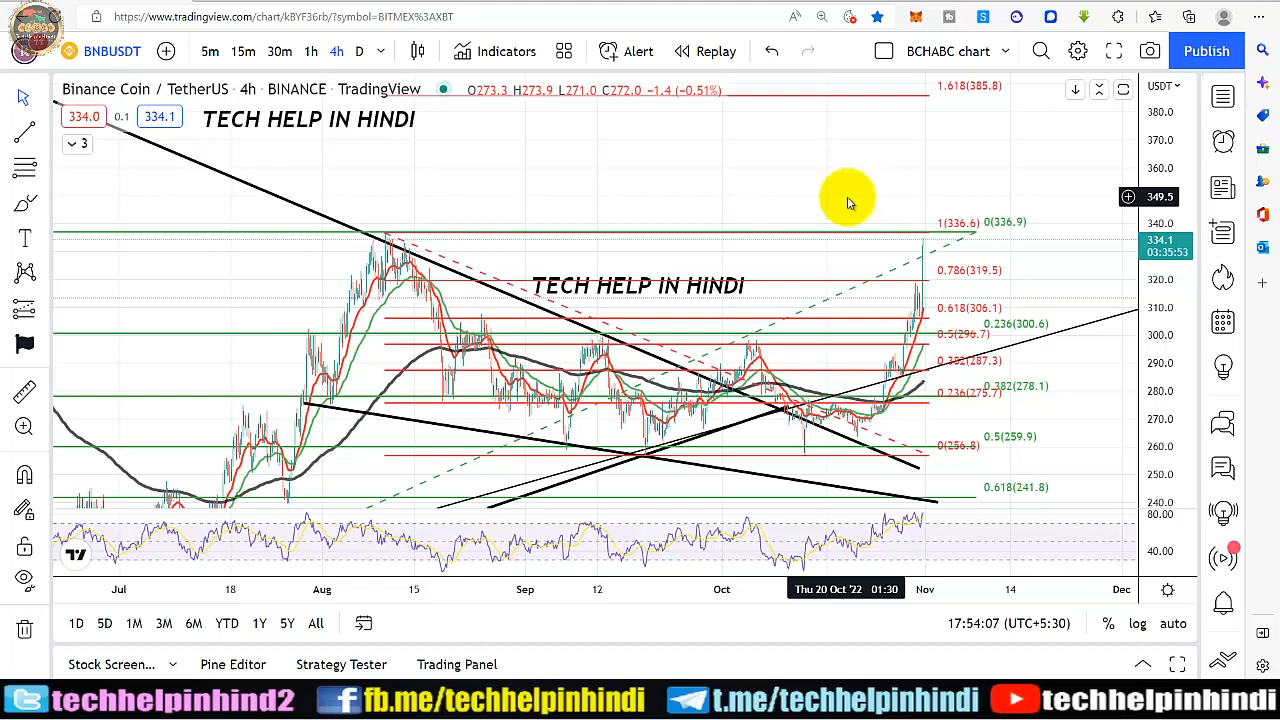 https://www.tradingview.com/chart/kBYF36rb/?symbol=BITMEX%3AXBT
BNBUSDT 5m 15m 30m 1h 4h D Indicators Alert Replay BCHABC chart Publish
Binance Coin / TetherUS · 4h · BINANCE · TradingView O273.3 H273.9 L271.0 C272.0 −1.4 (−0.51%)
334.0 0.1 334.1
TECH HELP IN HINDI
3
TECH HELP IN HINDI
1.618(385.8)
1(336.6) 0(336.9)
0.786(319.5)
0.618(306.1)
0.236(300.6)
0.5(296.7)
0.382(287.3)
0.382(278.1)
0.5(259.9)
0(256.8)
0.618(241.8)
USDT
380.0
370.0
360.0
349.5
340.0
334.1
03:35:53
320.0
310.0
300.0
290.0
280.0
270.0
260.0
250.0
240.0
80.00
40.00
Jul 18 Aug 15 Sep 12 Oct Thu 20 Oct '22 01:30 Nov 14 Dec
1D 5D 1M 3M 6M YTD 1Y 5Y All 17:54:07 (UTC+5:30) % log auto
Stock Screen... Pine Editor Strategy Tester Trading Panel
techhelpinhind2 fb.me/techhelpinhindi t.me/techhelpinhindi techhelpinhindi